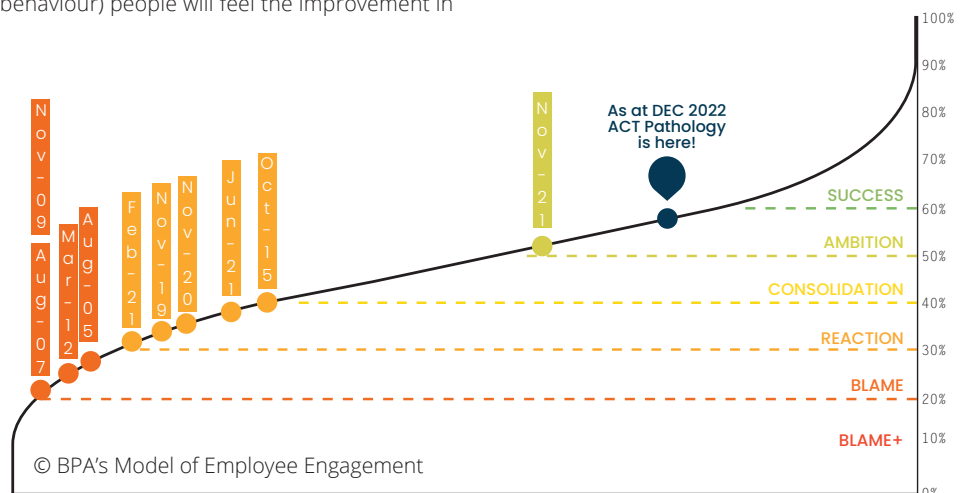 behaviour) people will feel the improvement in
100%
90%
80%
70%
60%
50%
40%
30%
20%
10%
0%
Nov-09
Aug-07
Mar-12
Aug-05
Feb-21
Nov-19
Nov-20
Jun-21
Oct-15
Nov-21
As at DEC 2022
ACT Pathology
is here!
SUCCESS
AMBITION
CONSOLIDATION
REACTION
BLAME
BLAME+
© BPA’s Model of Employee Engagement